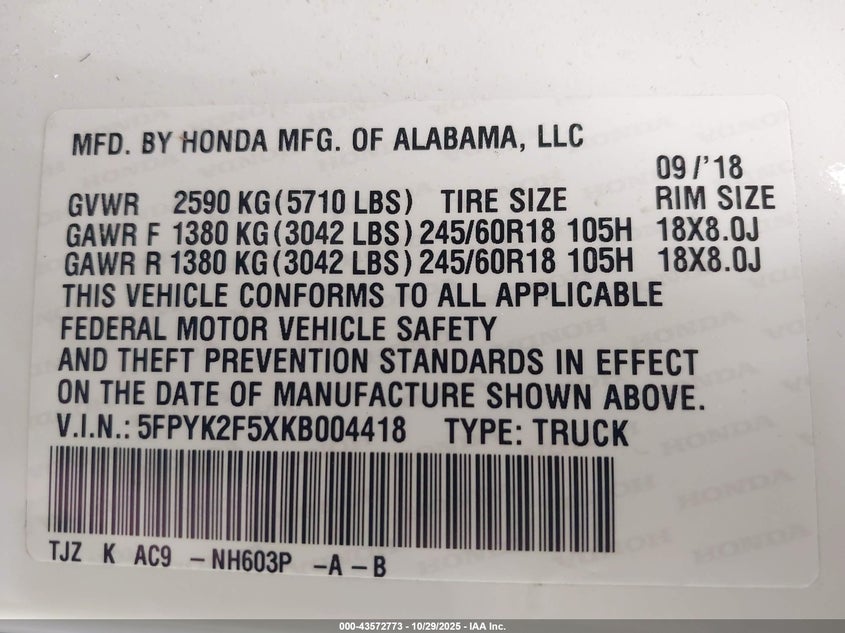 MFD. BY HONDA MFG. OF ALABAMA, LLC
09/'18
GVWR 2590 KG (5710 LBS) TIRE SIZE RIM SIZE
GAWR F 1380 KG (3042 LBS) 245/60R18 105H 18X8.0J
GAWR R 1380 KG (3042 LBS) 245/60R18 105H 18X8.0J
THIS VEHICLE CONFORMS TO ALL APPLICABLE
FEDERAL MOTOR VEHICLE SAFETY
AND THEFT PREVENTION STANDARDS IN EFFECT
ON THE DATE OF MANUFACTURE SHOWN ABOVE.
V.I.N.: 5FPYK2F5XKB004418 TYPE: TRUCK
TJZ K AC9 -NH603P -A -B
000-43572773 - 10/29/2025 - IAA Inc.